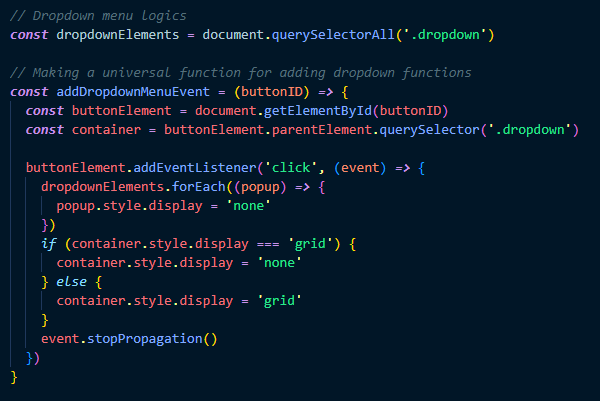 // Dropdown menu logics
const dropdownElements = document.querySelectorAll('.dropdown')

// Making a universal function for adding dropdown functions
const addDropdownMenuEvent = (buttonID) => {
  const buttonElement = document.getElementById(buttonID)
  const container = buttonElement.parentElement.querySelector('.dropdown')

  buttonElement.addEventListener('click', (event) => {
    dropdownElements.forEach((popup) => {
      popup.style.display = 'none'
    })
    if (container.style.display === 'grid') {
      container.style.display = 'none'
    } else {
      container.style.display = 'grid'
    }
    event.stopPropagation()
  })
}